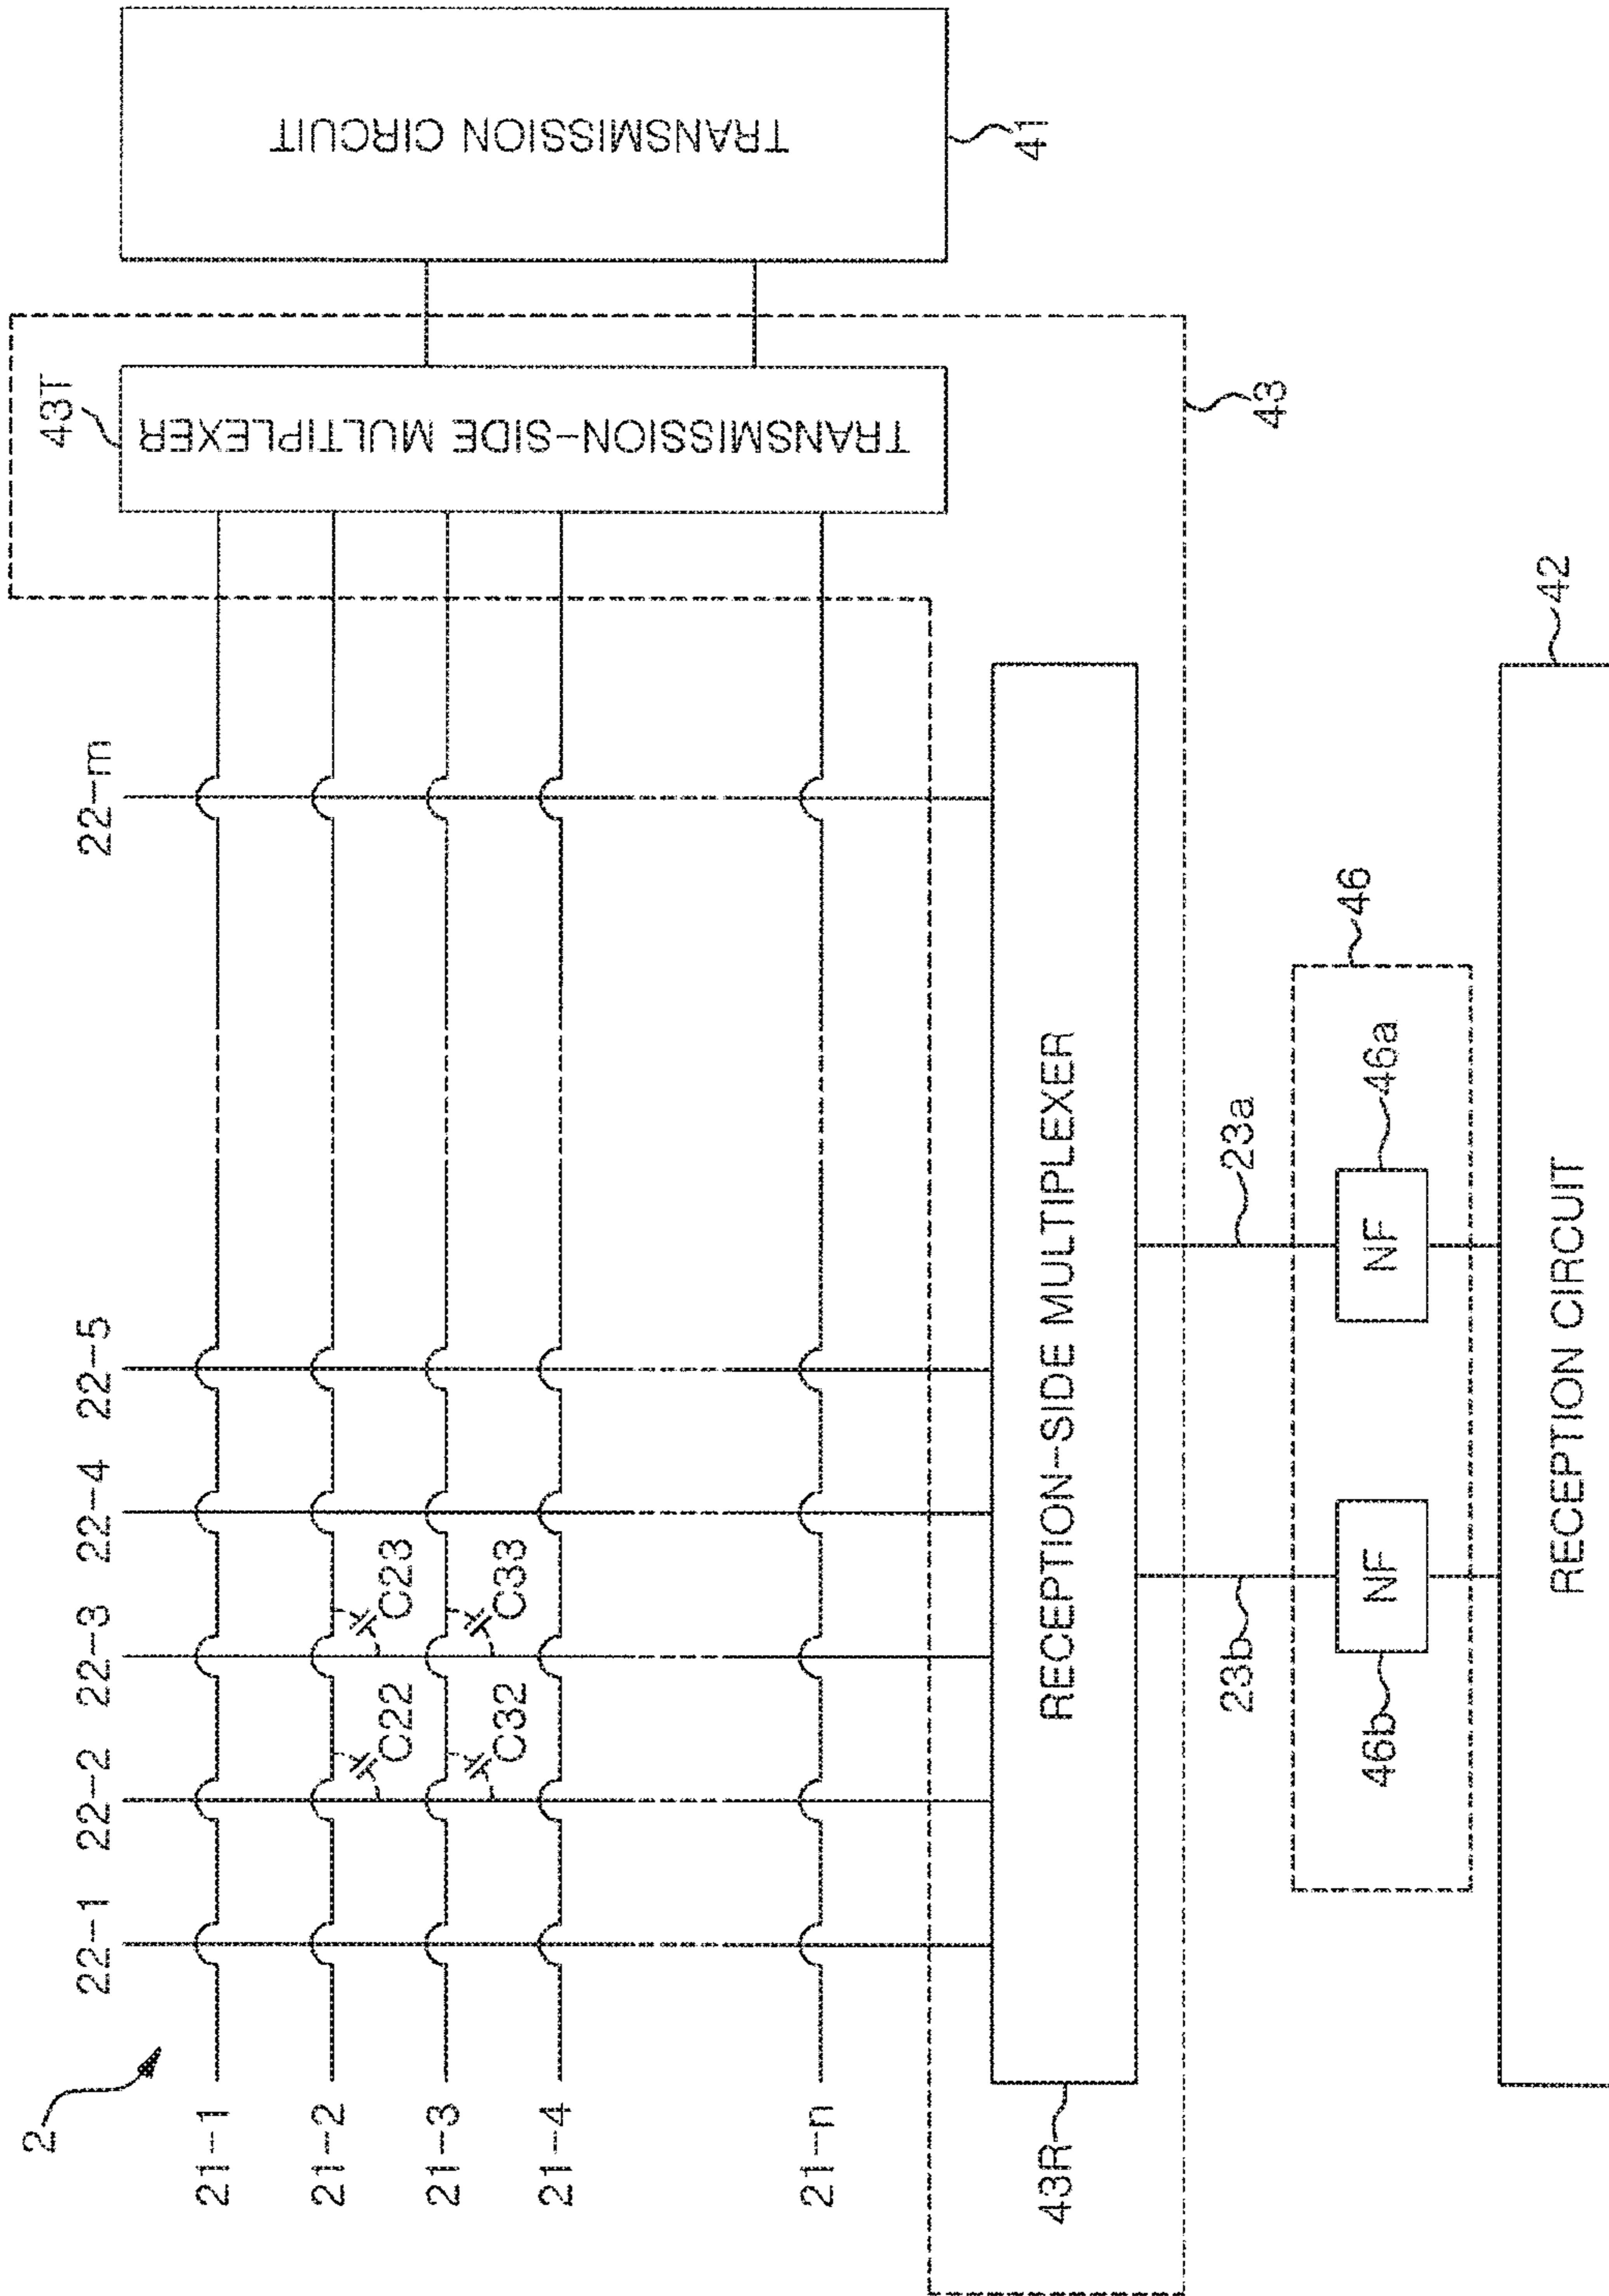 2
22-1
22-2
22-3
22-4
22-5
22-m
43T
21-1
21-2
21-3
21-4
21-n
C22
C23
C32
C33
TRANSMISSION-SIDE MULTIPLEXER
TRANSMISSION CIRCUIT
41
43R
RECEPTION-SIDE MULTIPLEXER
43
23b
23a
46
46b
NF
NF
46a
42
RECEPTION CIRCUIT